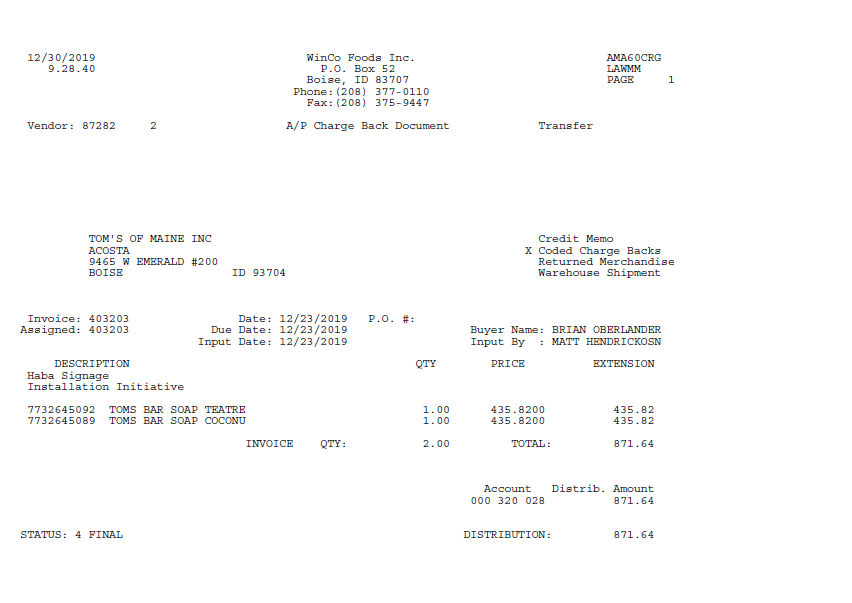 12/30/2019 WinCo Foods Inc. AMA60CRG
9.28.40 P.O. Box 52 LAWMM
Boise, ID 83707 PAGE 1
Phone:(208) 377-0110
Fax:(208) 375-9447
Vendor: 87282 2 A/P Charge Back Document Transfer
TOM'S OF MAINE INC Credit Memo
ACOSTA X Coded Charge Backs
9465 W EMERALD #200 Returned Merchandise
BOISE ID 93704 Warehouse Shipment
Invoice: 403203 Date: 12/23/2019 P.O. #:
Assigned: 403203 Due Date: 12/23/2019 Buyer Name: BRIAN OBERLANDER
Input Date: 12/23/2019 Input By : MATT HENDRICKOSN
DESCRIPTION QTY PRICE EXTENSION
Haba Signage
Installation Initiative
7732645092 TOMS BAR SOAP TEATRE 1.00 435.8200 435.82
7732645089 TOMS BAR SOAP COCONU 1.00 435.8200 435.82
INVOICE QTY: 2.00 TOTAL: 871.64
Account Distrib. Amount
000 320 028 871.64
STATUS: 4 FINAL DISTRIBUTION: 871.64